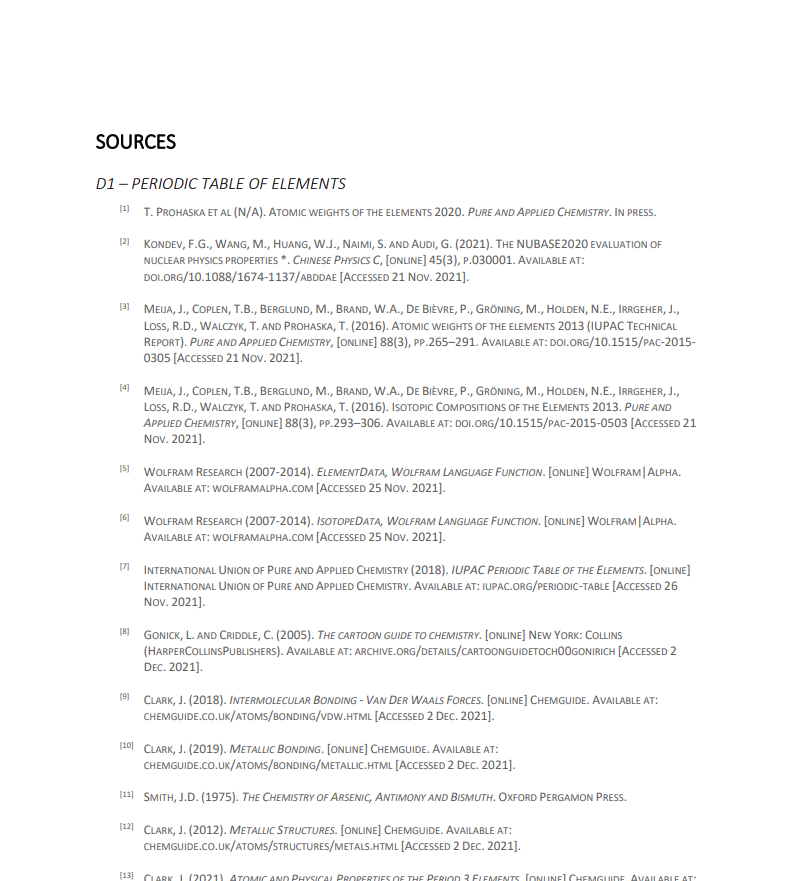 SOURCES
D1 – PERIODIC TABLE OF ELEMENTS
[1] T. PROHASKA ET AL (N/A). ATOMIC WEIGHTS OF THE ELEMENTS 2020. PURE AND APPLIED CHEMISTRY. IN PRESS.
[2] KONDEV, F.G., WANG, M., HUANG, W.J., NAIMI, S. AND AUDI, G. (2021). THE NUBASE2020 EVALUATION OF
NUCLEAR PHYSICS PROPERTIES *. CHINESE PHYSICS C, [ONLINE] 45(3), P.030001. AVAILABLE AT:
DOI.ORG/10.1088/1674-1137/ABDDAE [ACCESSED 21 NOV. 2021].
[3] MEIJA, J., COPLEN, T.B., BERGLUND, M., BRAND, W.A., DE BIÈVRE, P., GRÖNING, M., HOLDEN, N.E., IRRGEHER, J.,
LOSS, R.D., WALCZYK, T. AND PROHASKA, T. (2016). ATOMIC WEIGHTS OF THE ELEMENTS 2013 (IUPAC TECHNICAL
REPORT). PURE AND APPLIED CHEMISTRY, [ONLINE] 88(3), PP.265–291. AVAILABLE AT: DOI.ORG/10.1515/PAC-2015-
0305 [ACCESSED 21 NOV. 2021].
[4] MEIJA, J., COPLEN, T.B., BERGLUND, M., BRAND, W.A., DE BIÈVRE, P., GRÖNING, M., HOLDEN, N.E., IRRGEHER, J.,
LOSS, R.D., WALCZYK, T. AND PROHASKA, T. (2016). ISOTOPIC COMPOSITIONS OF THE ELEMENTS 2013. PURE AND
APPLIED CHEMISTRY, [ONLINE] 88(3), PP.293–306. AVAILABLE AT: DOI.ORG/10.1515/PAC-2015-0503 [ACCESSED 21
NOV. 2021].
[5] WOLFRAM RESEARCH (2007-2014). ELEMENTDATA, WOLFRAM LANGUAGE FUNCTION. [ONLINE] WOLFRAM|ALPHA.
AVAILABLE AT: WOLFRAMALPHA.COM [ACCESSED 25 NOV. 2021].
[6] WOLFRAM RESEARCH (2007-2014). ISOTOPEDATA, WOLFRAM LANGUAGE FUNCTION. [ONLINE] WOLFRAM|ALPHA.
AVAILABLE AT: WOLFRAMALPHA.COM [ACCESSED 25 NOV. 2021].
[7] INTERNATIONAL UNION OF PURE AND APPLIED CHEMISTRY (2018). IUPAC PERIODIC TABLE OF THE ELEMENTS. [ONLINE]
INTERNATIONAL UNION OF PURE AND APPLIED CHEMISTRY. AVAILABLE AT: IUPAC.ORG/PERIODIC-TABLE [ACCESSED 26
NOV. 2021].
[8] GONICK, L. AND CRIDDLE, C. (2005). THE CARTOON GUIDE TO CHEMISTRY. [ONLINE] NEW YORK: COLLINS
(HARPERCOLLINSPUBLISHERS). AVAILABLE AT: ARCHIVE.ORG/DETAILS/CARTOONGUIDETOCH00GONIRICH [ACCESSED 2
DEC. 2021].
[9] CLARK, J. (2018). INTERMOLECULAR BONDING - VAN DER WAALS FORCES. [ONLINE] CHEMGUIDE. AVAILABLE AT:
CHEMGUIDE.CO.UK/ATOMS/BONDING/VDW.HTML [ACCESSED 2 DEC. 2021].
[10] CLARK, J. (2019). METALLIC BONDING. [ONLINE] CHEMGUIDE. AVAILABLE AT:
CHEMGUIDE.CO.UK/ATOMS/BONDING/METALLIC.HTML [ACCESSED 2 DEC. 2021].
[11] SMITH, J.D. (1975). THE CHEMISTRY OF ARSENIC, ANTIMONY AND BISMUTH. OXFORD PERGAMON PRESS.
[12] CLARK, J. (2012). METALLIC STRUCTURES. [ONLINE] CHEMGUIDE. AVAILABLE AT:
CHEMGUIDE.CO.UK/ATOMS/STRUCTURES/METALS.HTML [ACCESSED 2 DEC. 2021].
[13] CLARK, J. (2021). ATOMIC AND PHYSICAL PROPERTIES OF THE PERIOD 3 ELEMENTS. [ONLINE] CHEMGUIDE. AVAILABLE AT: